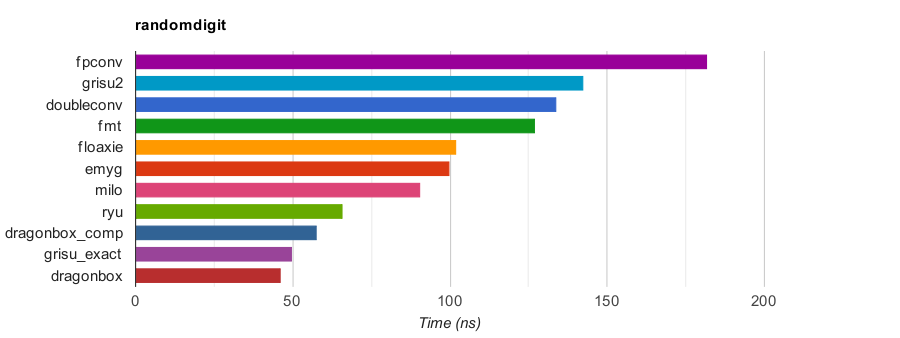 randomdigit
fpconv
grisu2
doubleconv
fmt
floaxie
emyg
milo
ryu
dragonbox_comp
grisu_exact
dragonbox
0 50 100 150 200
Time (ns)